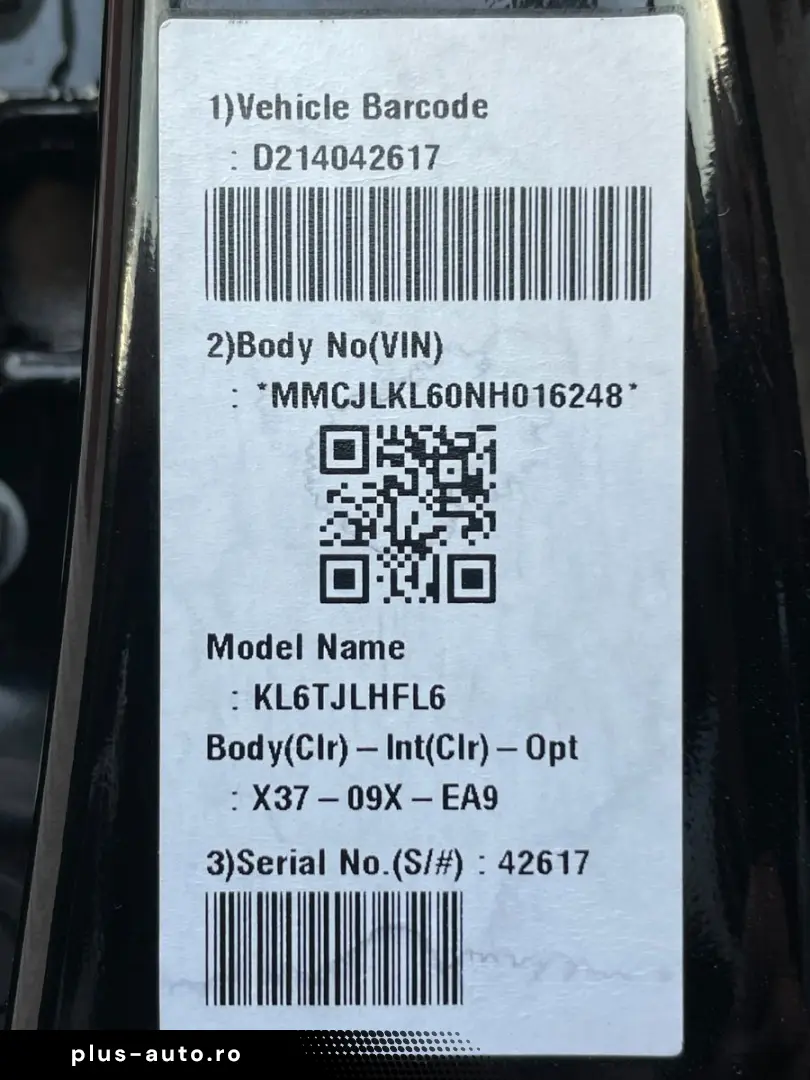 1)Vehicle Barcode
: D214042617
2)Body No(VIN)
: *MMCJLKL60NH016248*
Model Name
: KL6TJLHFL6
Body(Clr) – Int(Clr) – Opt
: X37 – 09X – EA9
3)Serial No.(S/#) : 42617
plus-auto.ro